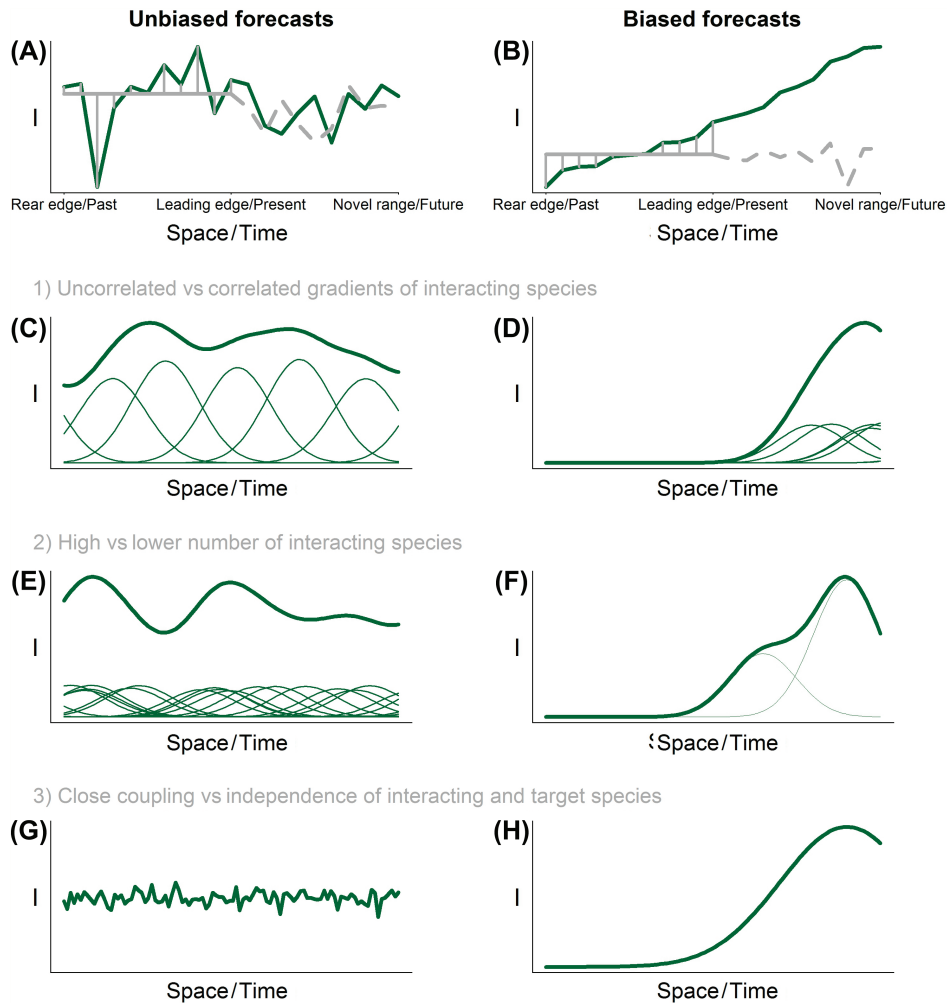 Unbiased forecasts
Biased forecasts
(A)
(B)
I
I
Rear edge/Past
Leading edge/Present
Novel range/Future
Rear edge/Past
Leading edge/Present
Novel range/Future
Space/Time
Space/Time
1) Uncorrelated vs correlated gradients of interacting species
(C)
(D)
I
I
Space/Time
Space/Time
2) High vs lower number of interacting species
(E)
(F)
I
I
Space/Time
Space/Time
3) Close coupling vs independence of interacting and target species
(G)
(H)
I
I
Space/Time
Space/Time